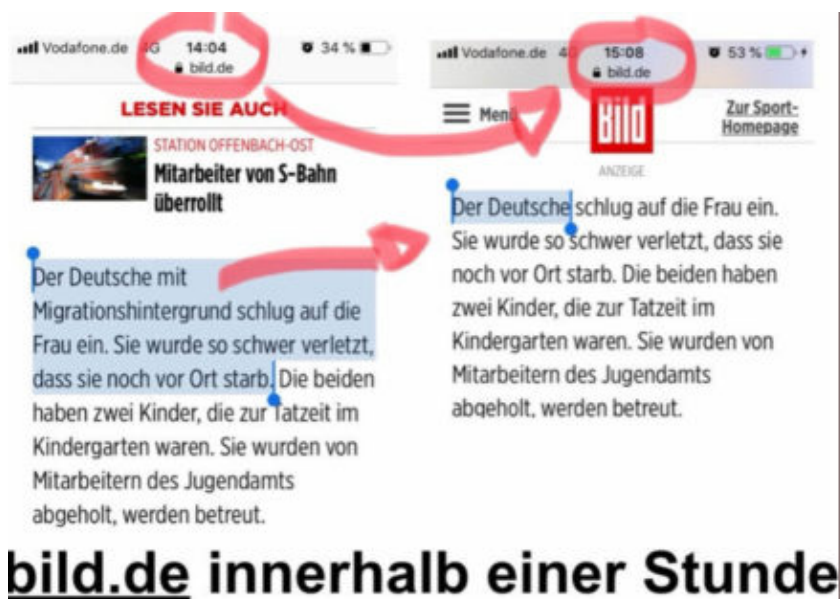 Vodafone.de 4G 14:04 34 %
bild.de
LESEN SIE AUCH
STATION OFFENBACH-OST
Mitarbeiter von S-Bahn
überrollt
Der Deutsche mit
Migrationshintergrund schlug auf die
Frau ein. Sie wurde so schwer verletzt,
dass sie noch vor Ort starb. Die beiden
haben zwei Kinder, die zur Tatzeit im
Kindergarten waren. Sie wurden von
Mitarbeitern des Jugendamts
abgeholt, werden betreut.
Vodafone.de 4G 15:08 53 %
bild.de
Menü
Bild
Zur Sport-
Homepage
ANZEIGE
Der Deutsche schlug auf die Frau ein.
Sie wurde so schwer verletzt, dass sie
noch vor Ort starb. Die beiden haben
zwei Kinder, die zur Tatzeit im
Kindergarten waren. Sie wurden von
Mitarbeitern des Jugendamts
abgeholt, werden betreut.
bild.de innerhalb einer Stunde